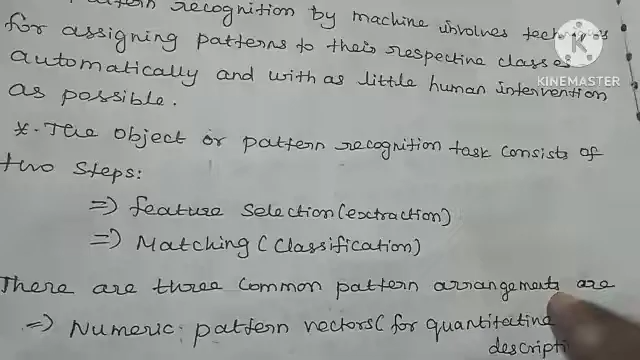 pattern recognition by machine involves techniques
for assigning patterns to their respective classes
automatically and with as little human intervention
as possible.
*. The object or pattern recognition task consists of
two steps:
=) feature selection (extraction)
=) Matching (Classification)
There are three common pattern arrangements are
=) Numeric: pattern vectors (for quantitative
descripti
KINEMASTER